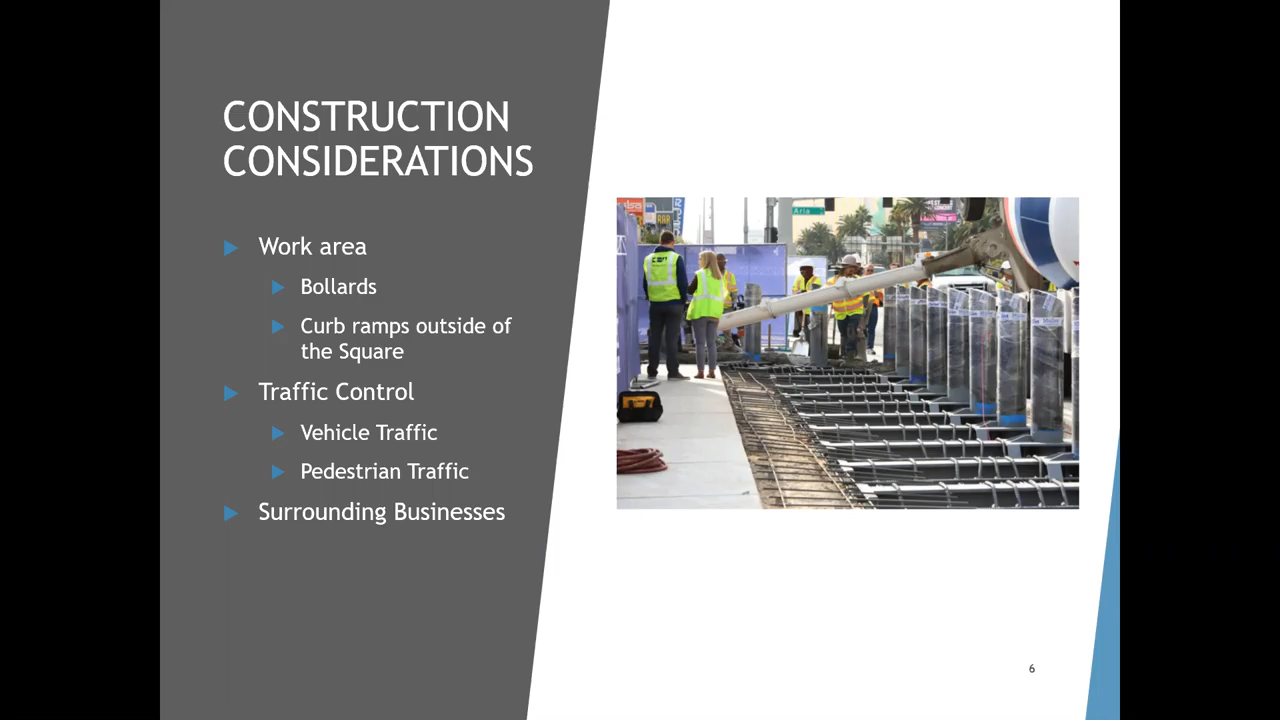 CONSTRUCTION
CONSIDERATIONS
Work area
Bollards
Curb ramps outside of
the Square
Traffic Control
Vehicle Traffic
Pedestrian Traffic
Surrounding Businesses
Aria
BAR
6